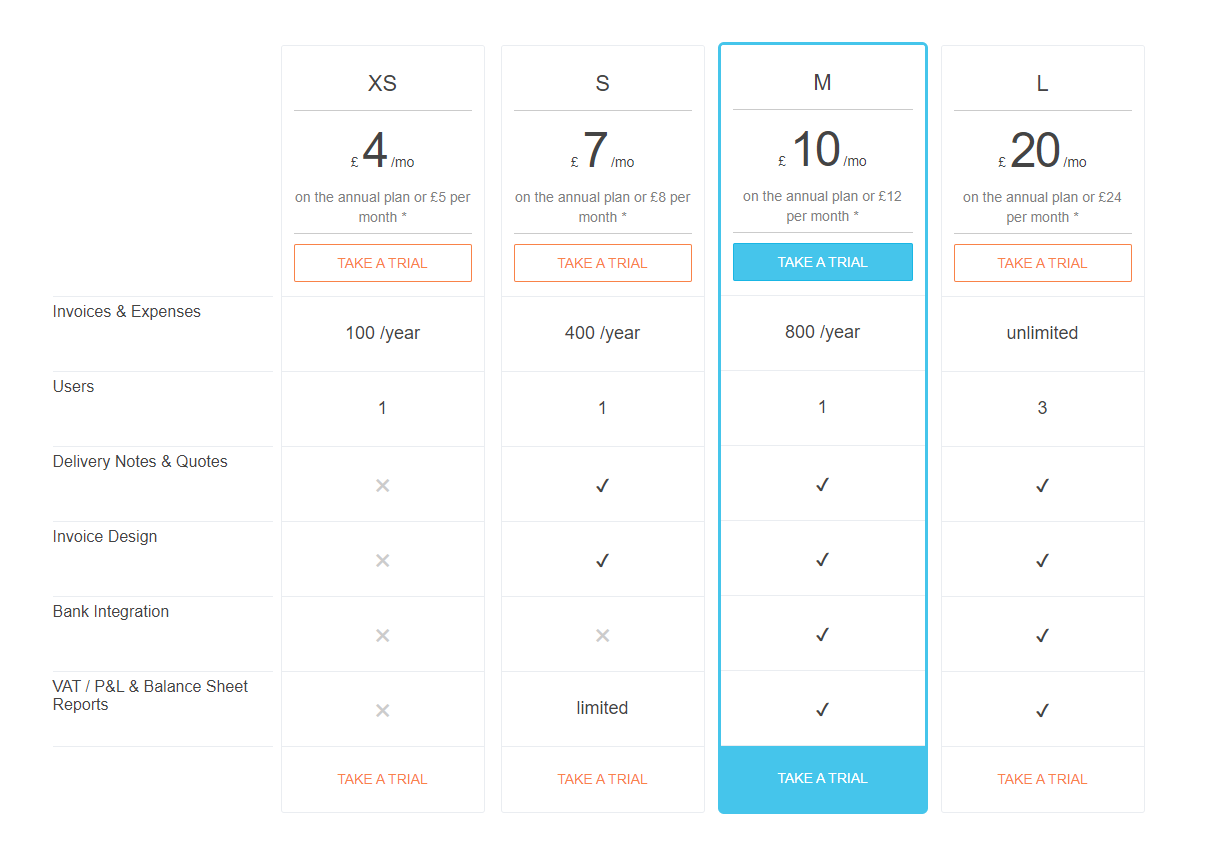 XS
£ 4 /mo
on the annual plan or £5 per
month *
TAKE A TRIAL
S
£ 7 /mo
on the annual plan or £8 per
month *
TAKE A TRIAL
M
£ 10 /mo
on the annual plan or £12
per month *
TAKE A TRIAL
L
£ 20 /mo
on the annual plan or £24
per month *
TAKE A TRIAL
Invoices & Expenses
100 /year
400 /year
800 /year
unlimited
Users
1
1
1
3
Delivery Notes & Quotes
✕
✓
✓
✓
Invoice Design
✕
✓
✓
✓
Bank Integration
✕
✕
✓
✓
VAT / P&L & Balance Sheet
Reports
✕
limited
✓
✓
TAKE A TRIAL
TAKE A TRIAL
TAKE A TRIAL
TAKE A TRIAL